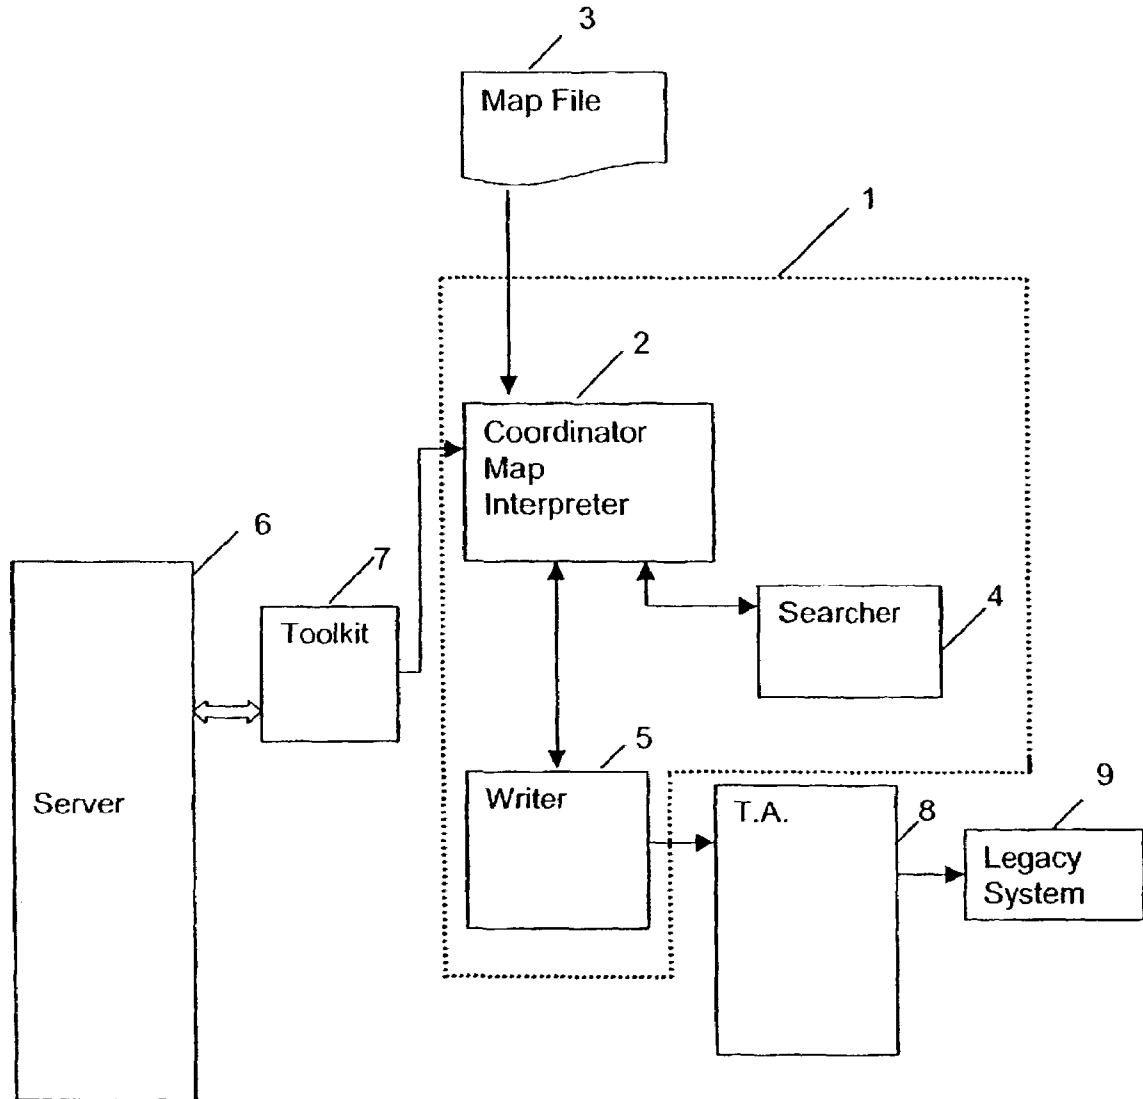 3
Map File
1
2
Coordinator
Map
Interpreter
6
7
Toolkit
Searcher
4
5
Writer
Server
T.A.
8
9
Legacy
System